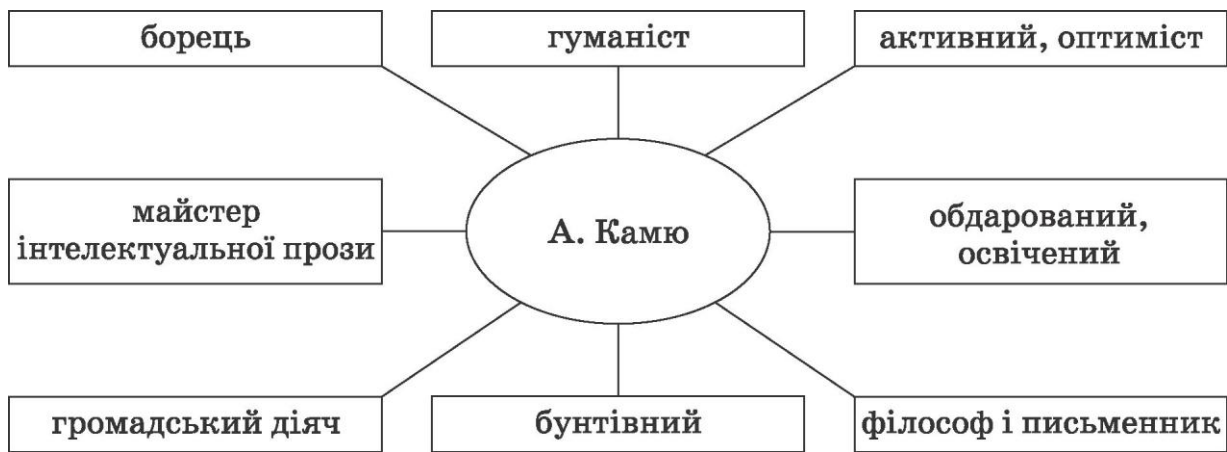 борець
гуманіст
активний, оптиміст
майстер
інтелектуальної прози
А. Камю
обдарований,
освічений
громадський діяч
бунтівний
філософ і письменник